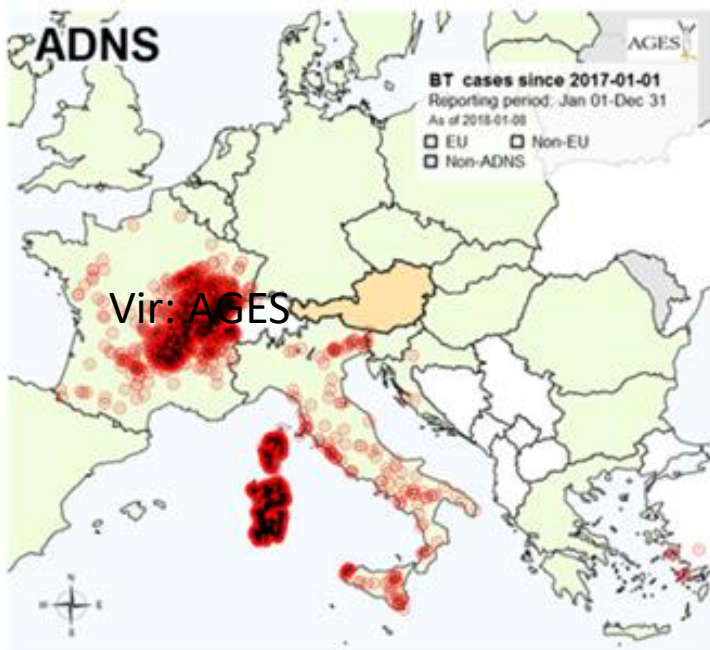 ADNS
AGES
BT cases since 2017-01-01
Reporting period: Jan 01-Dec 31
As of 2018-01-08
EU Non-EU
Non-ADNS
Vir: AGES